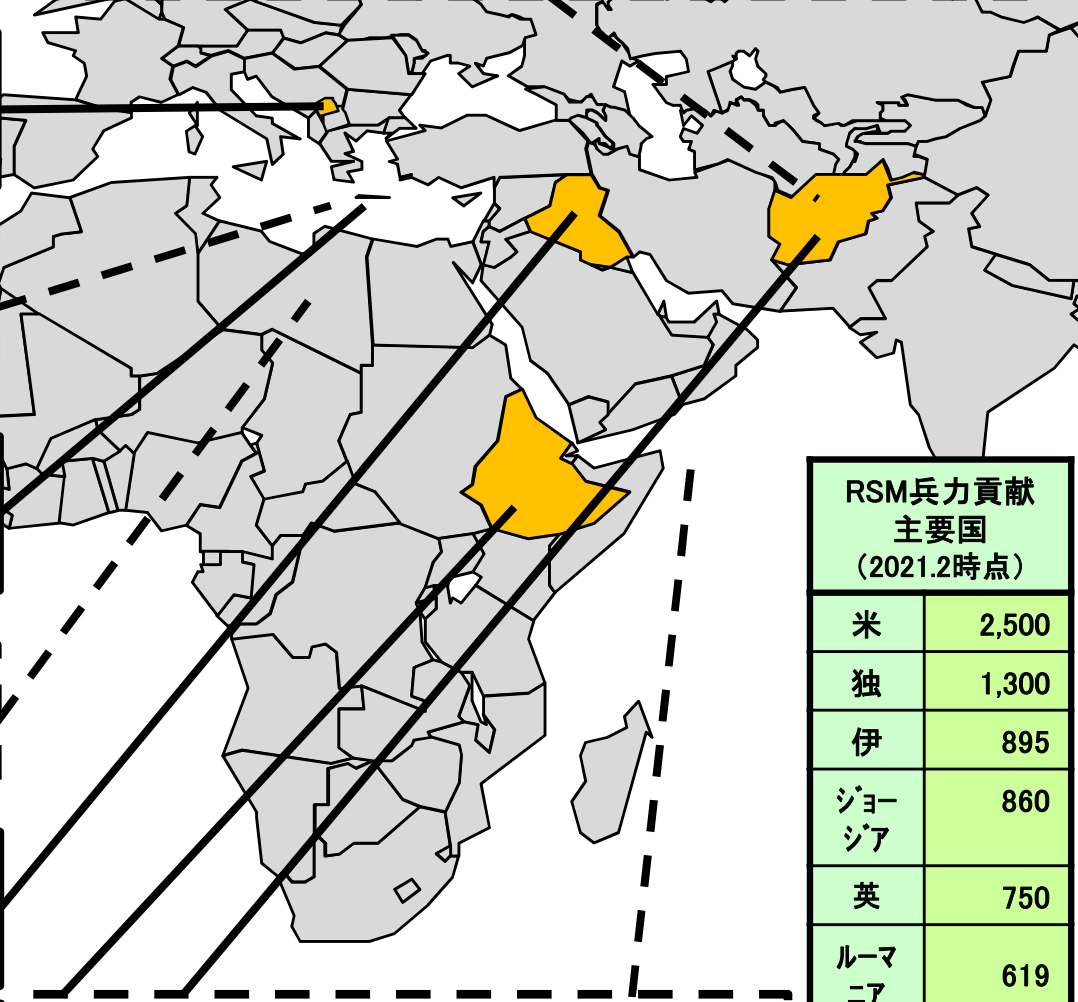 RSM兵力貢献
主要国
（2021.2時点）
米 2,500
独 1,300
伊 895
ｼﾞｮｰ
ｼﾞｱ 860
英 750
ルーマ
ニア 619